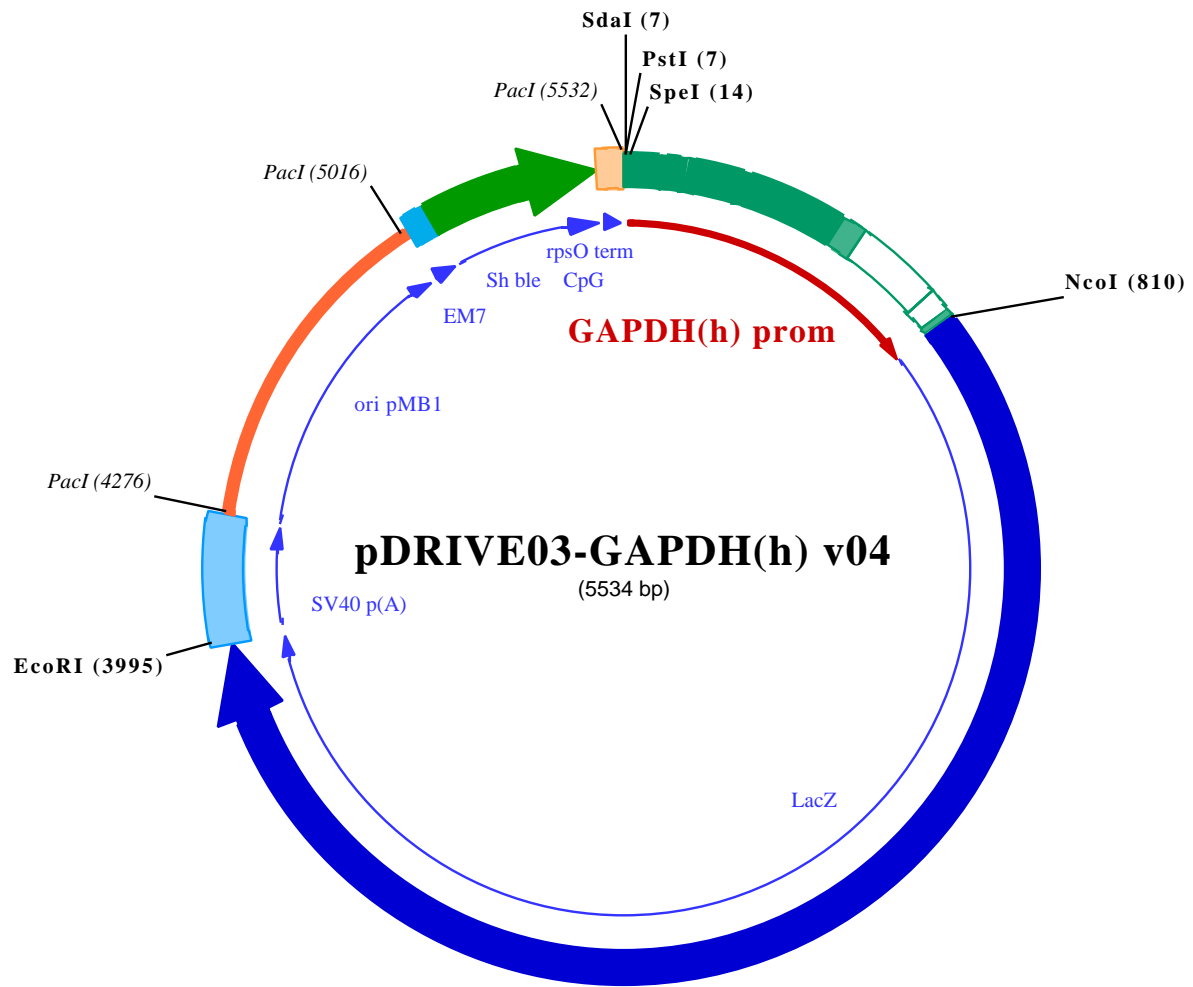 SdaI (7)
PstI (7)
PacI (5532)
SpeI (14)
PacI (5016)
rpsO term
Sh ble CpG
NcoI (810)
EM7
GAPDH(h) prom
ori pMB1
PacI (4276)
pDRIVE03-GAPDH(h) v04
(5534 bp)
SV40 p(A)
EcoRI (3995)
LacZ